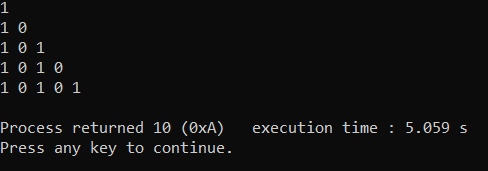 1
1 0
1 0 1
1 0 1 0
1 0 1 0 1
Process returned 10 (0xA)   execution time : 5.059 s
Press any key to continue.